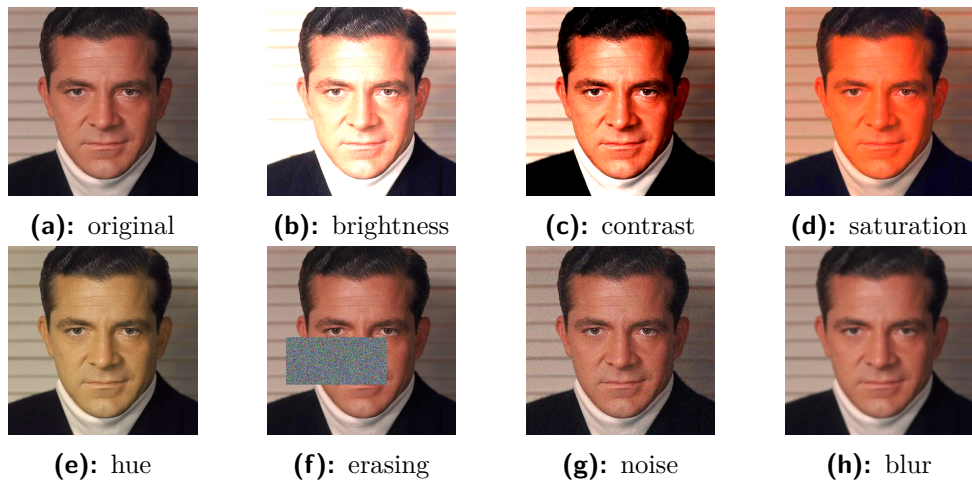 (a): original (b): brightness (c): contrast (d): saturation
(e): hue (f): erasing (g): noise (h): blur